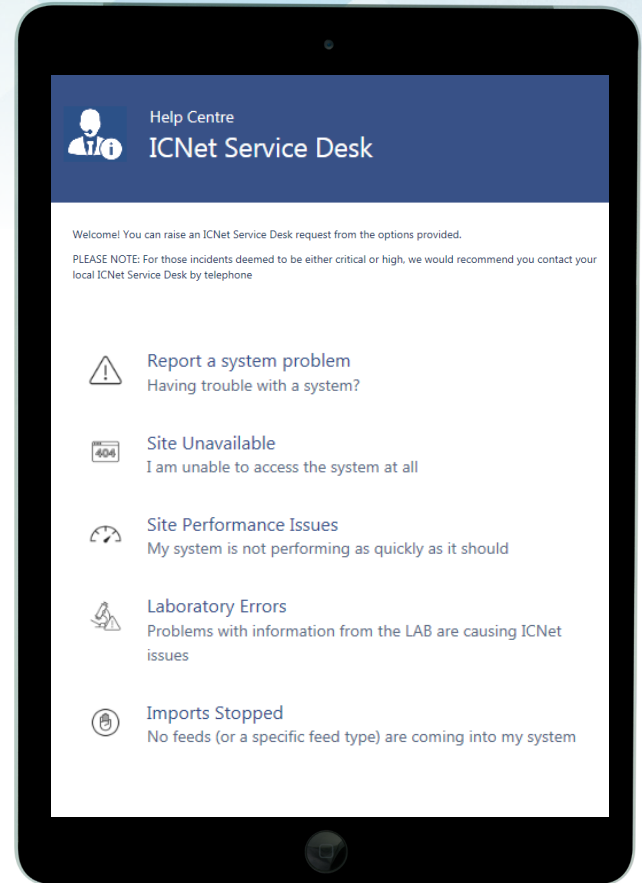 Help Centre
ICNet Service Desk
Welcome! You can raise an ICNet Service Desk request from the options provided.
PLEASE NOTE: For those incidents deemed to be either critical or high, we would recommend you contact your
local ICNet Service Desk by telephone
Report a system problem
Having trouble with a system?
404
Site Unavailable
I am unable to access the system at all
Site Performance Issues
My system is not performing as quickly as it should
Laboratory Errors
Problems with information from the LAB are causing ICNet
issues
Imports Stopped
No feeds (or a specific feed type) are coming into my system